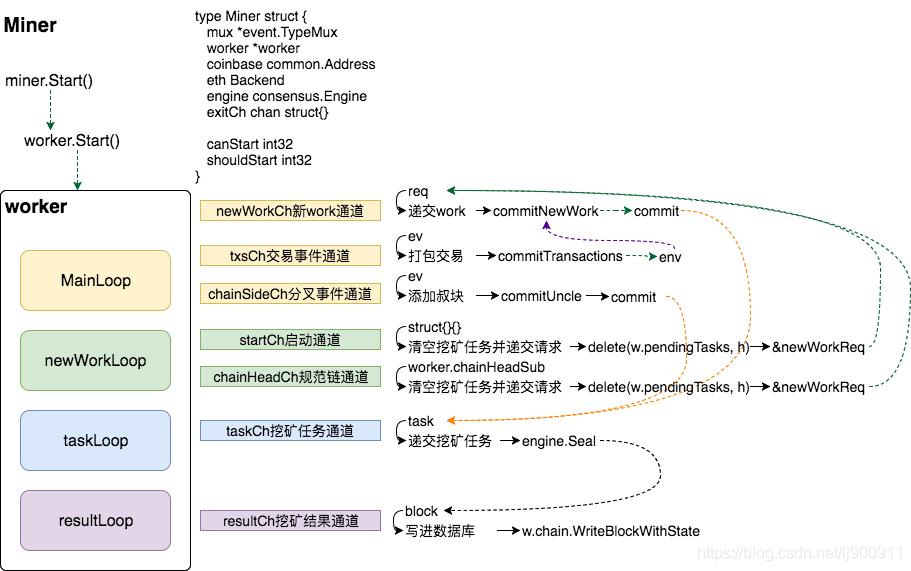 Miner
miner.Start()
worker.Start()
type Miner struct {
mux *event.TypeMux
worker *worker
coinbase common.Address
eth Backend
engine consensus.Engine
exitCh chan struct{}
canStart int32
shouldStart int32
}
worker
MainLoop
newWorkLoop
taskLoop
resultLoop
newWorkCh新work通道
req
递交work
commitNewWork
commit
txsCh交易事件通道
ev
打包交易
commitTransactions
env
chainSideCh分叉事件通道
ev
添加叔块
commitUncle
commit
startCh启动通道
struct{}{}
清空挖矿任务并递交请求
delete(w.pendingTasks, h)
&newWorkReq
chainHeadCh规范链通道
worker.chainHeadSub
清空挖矿任务并递交请求
delete(w.pendingTasks, h)
&newWorkReq
taskCh挖矿任务通道
task
递交挖矿任务
engine.Seal
resultCh挖矿结果通道
block
写进数据库
w.chain.WriteBlockWithState
https://blog.csdn.net/lj900911